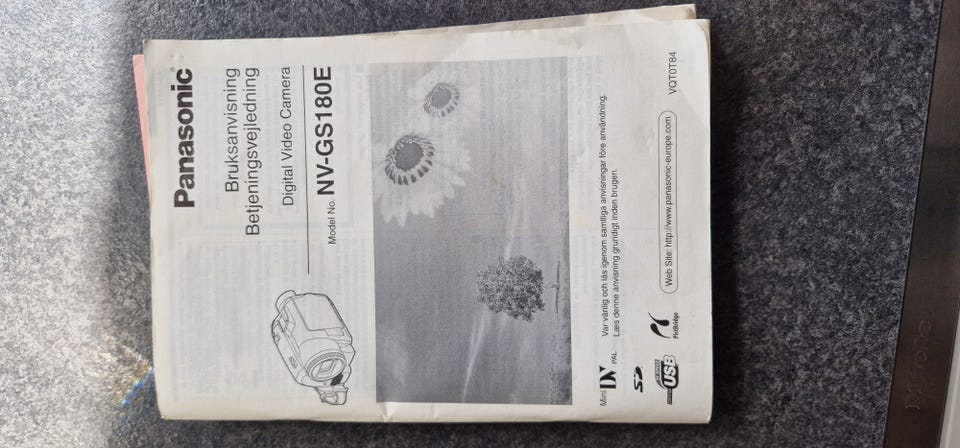 Panasonic
Bruksanvisning
Betjeningsvejledning
Digital Video Camera
Model No. NV-GS180E
Mini DV PAL
Var vänlig och läs igenom samtliga anvisningar före användning.
Læs denne anvisning grundigt inden brugen.
SD
USB
PictBridge
Web Site: http://www.panasonic-europe.com
VQT0T84